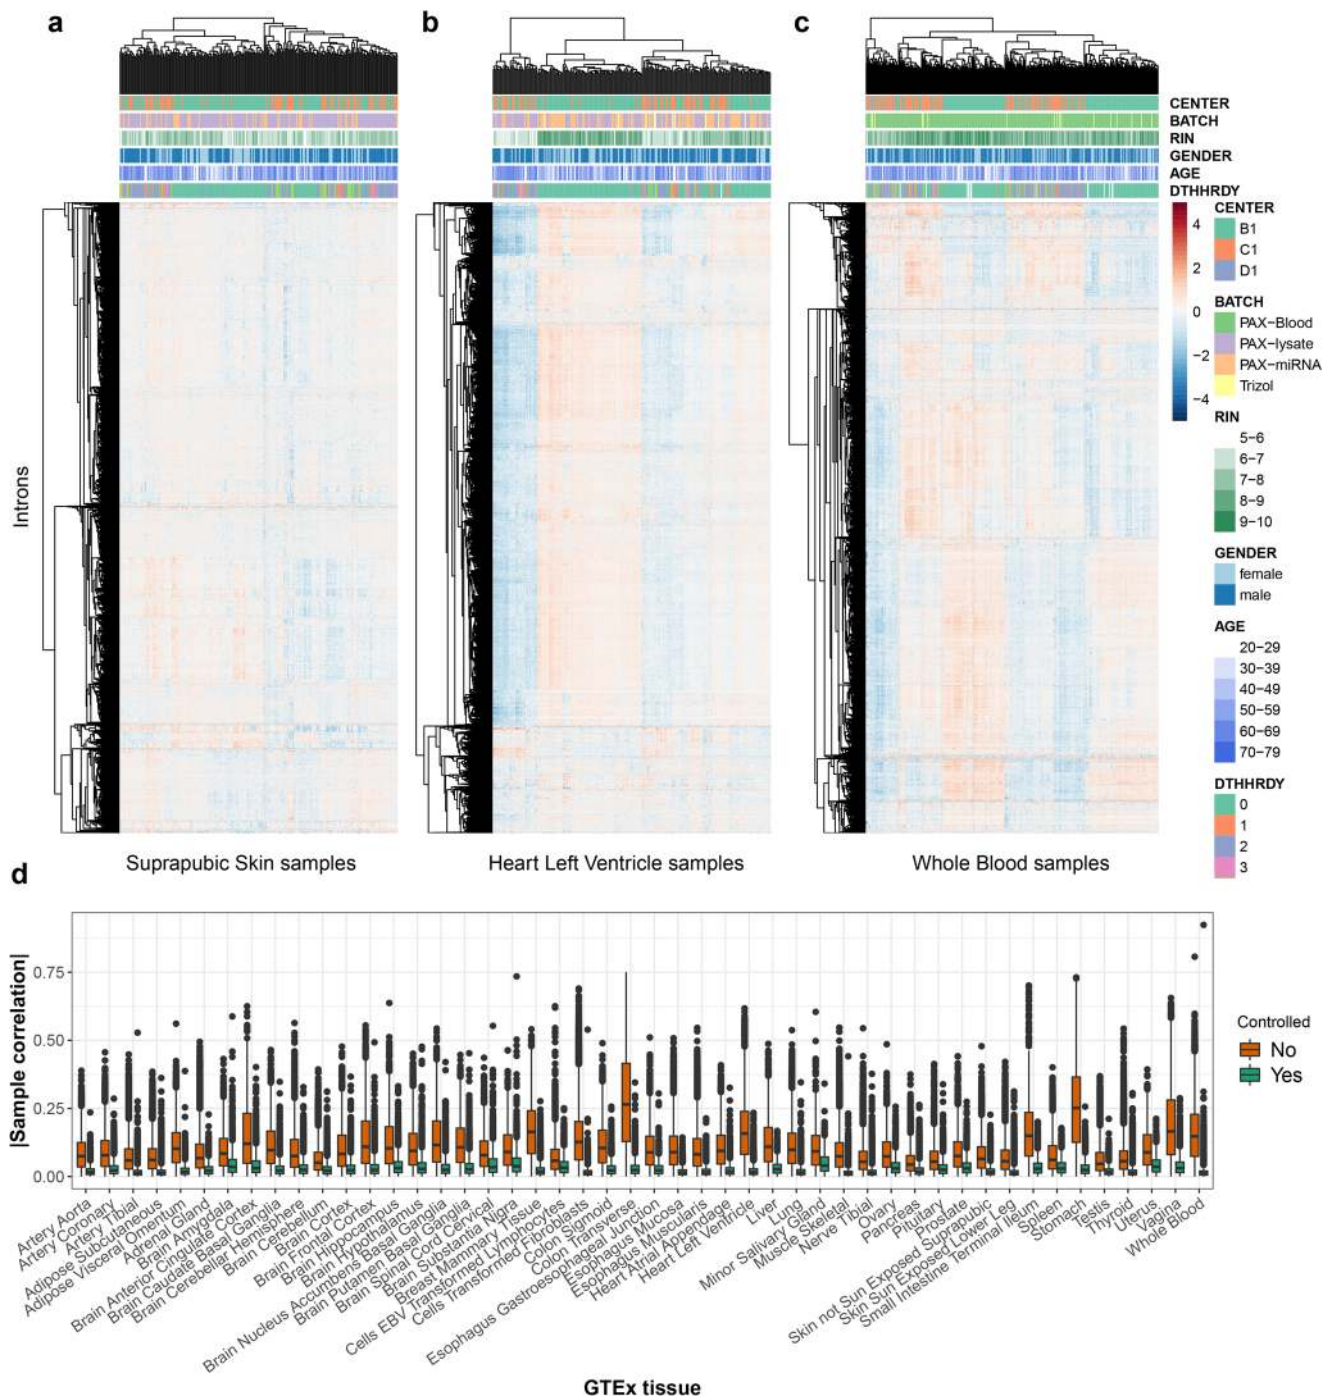 a
b
c
CENTER
BATCH
RIN
GENDER
AGE
DTHHRDY
Introns
4
2
0
−2
−4
CENTER
B1
C1
D1
BATCH
PAX−Blood
PAX−lysate
PAX−miRNA
Trizol
RIN
5−6
6−7
7−8
8−9
9−10
GENDER
female
male
AGE
20−29
30−39
40−49
50−59
60−69
70−79
DTHHRDY
0
1
2
3
Suprapubic Skin samples
Heart Left Ventricle samples
Whole Blood samples
d
|Sample correlation|
0.75
0.50
0.25
0.00
Controlled
No
Yes
Artery Aorta
Artery Coronary
Artery Tibial
Adipose Subcutaneous
Adipose Visceral Omentum
Adrenal Gland
Brain Amygdala
Brain Anterior Cingulate Cortex
Brain Caudate Basal Ganglia
Brain Cerebellar Hemisphere
Brain Cerebellum
Brain Cortex
Brain Frontal Cortex
Brain Hippocampus
Brain Hypothalamus
Brain Nucleus Accumbens Basal Ganglia
Brain Putamen Basal Ganglia
Brain Spinal Cord Cervical
Brain Substantia Nigra
Breast Mammary Tissue
Cells EBV Transformed Lymphocytes
Cells Transformed Fibroblasts
Colon Sigmoid
Colon Transverse
Esophagus Gastroesophageal Junction
Esophagus Mucosa
Esophagus Muscularis
Heart Atrial Appendage
Heart Left Ventricle
Liver
Lung
Minor Salivary Gland
Muscle Skeletal
Nerve Tibial
Ovary
Pancreas
Pituitary
Prostate
Skin not Sun Exposed Suprapubic
Skin Sun Exposed Lower Leg
Small Intestine Terminal Ileum
Spleen
Stomach
Testis
Thyroid
Uterus
Vagina
Whole Blood
GTEx tissue